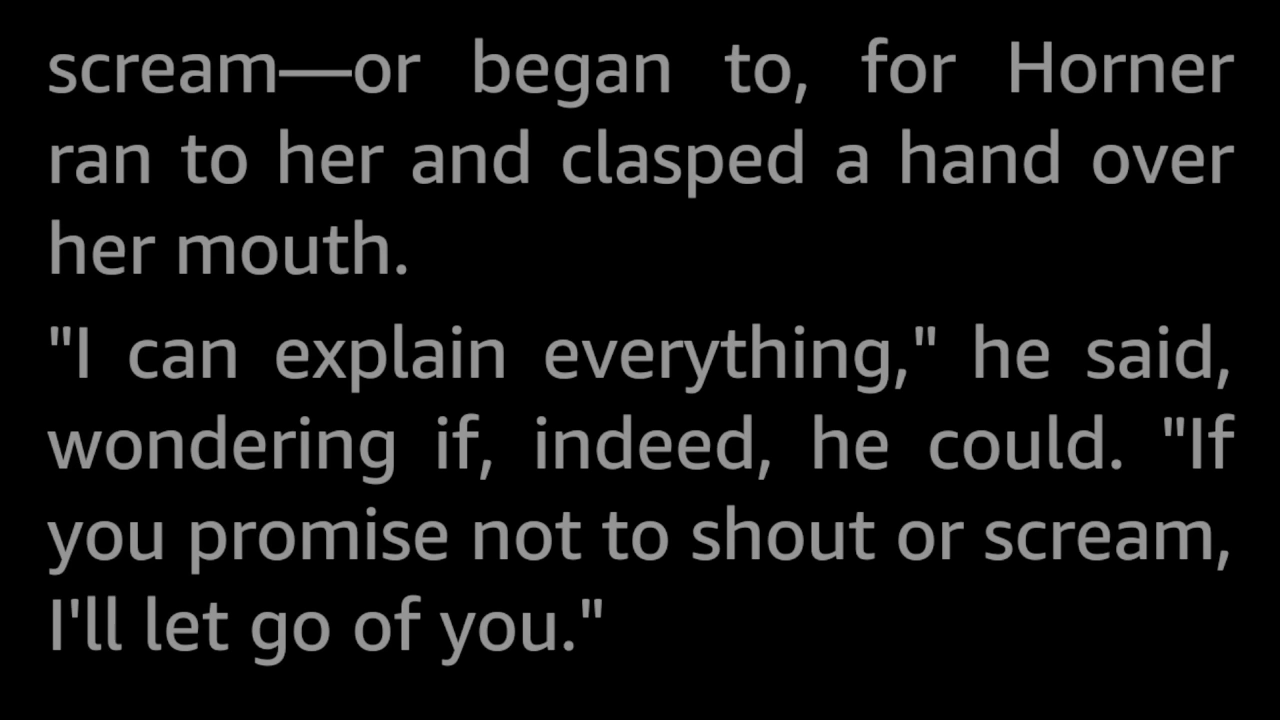 scream—or began to, for Horner
ran to her and clasped a hand over
her mouth.
"I can explain everything," he said,
wondering if, indeed, he could. "If
you promise not to shout or scream,
I'll let go of you."